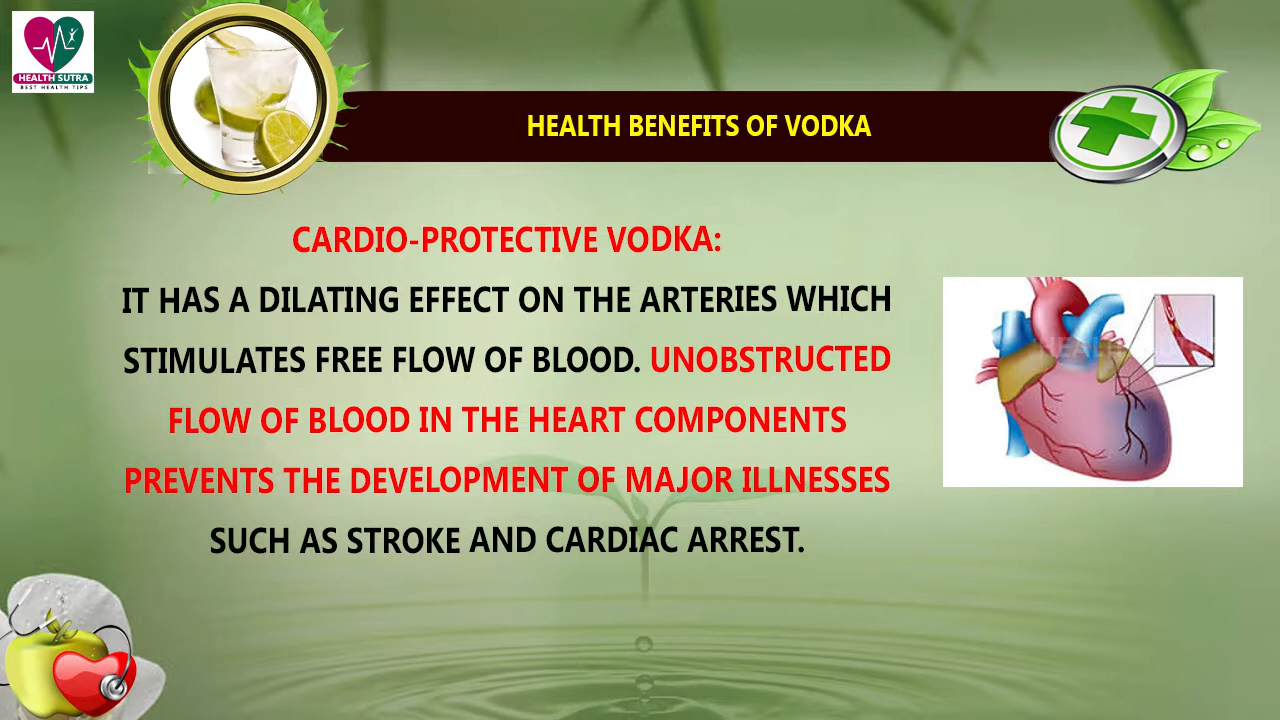 HEALTH SUTRA
BEST HEALTH TIPS
HEALTH BENEFITS OF VODKA
CARDIO-PROTECTIVE VODKA:
IT HAS A DILATING EFFECT ON THE ARTERIES WHICH
STIMULATES FREE FLOW OF BLOOD. UNOBSTRUCTED
FLOW OF BLOOD IN THE HEART COMPONENTS
PREVENTS THE DEVELOPMENT OF MAJOR ILLNESSES
SUCH AS STROKE AND CARDIAC ARREST.